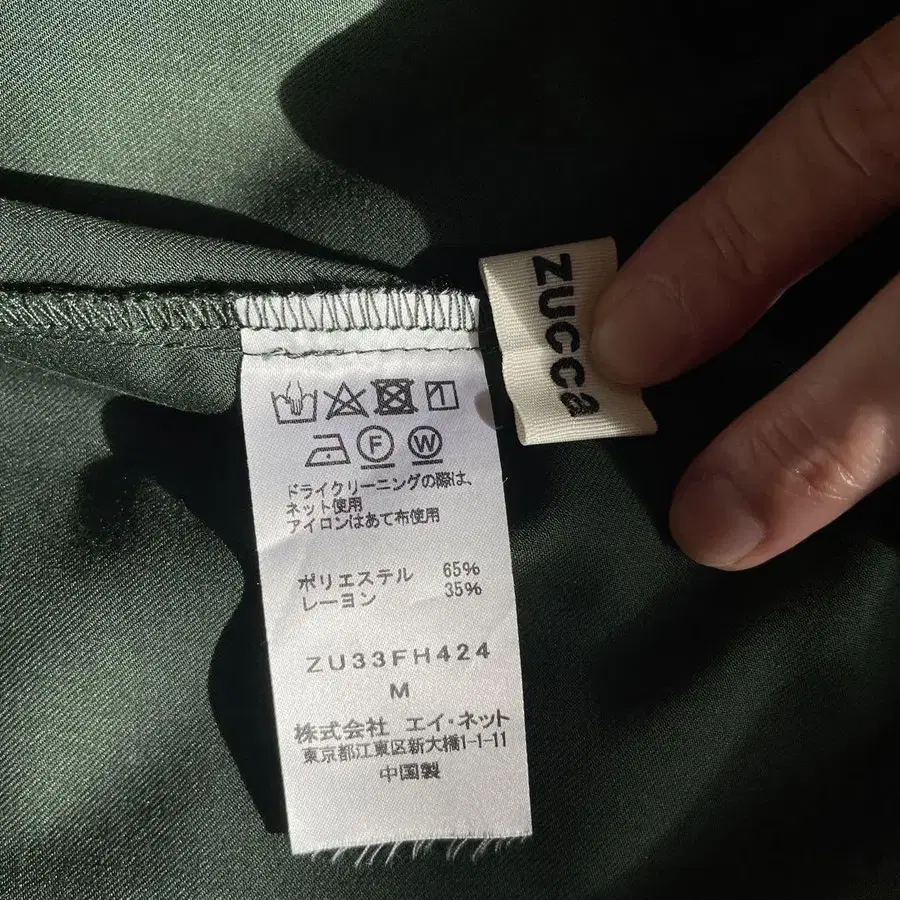 ZUCCa
F W
ドライクリーニングの際は、
ネット使用
アイロンはあて布使用
ポリエステル 65%
レーヨン 35%
ZU33FH424
M
株式会社 エイ・ネット
東京都江東区新大橋1-1-11
中国製